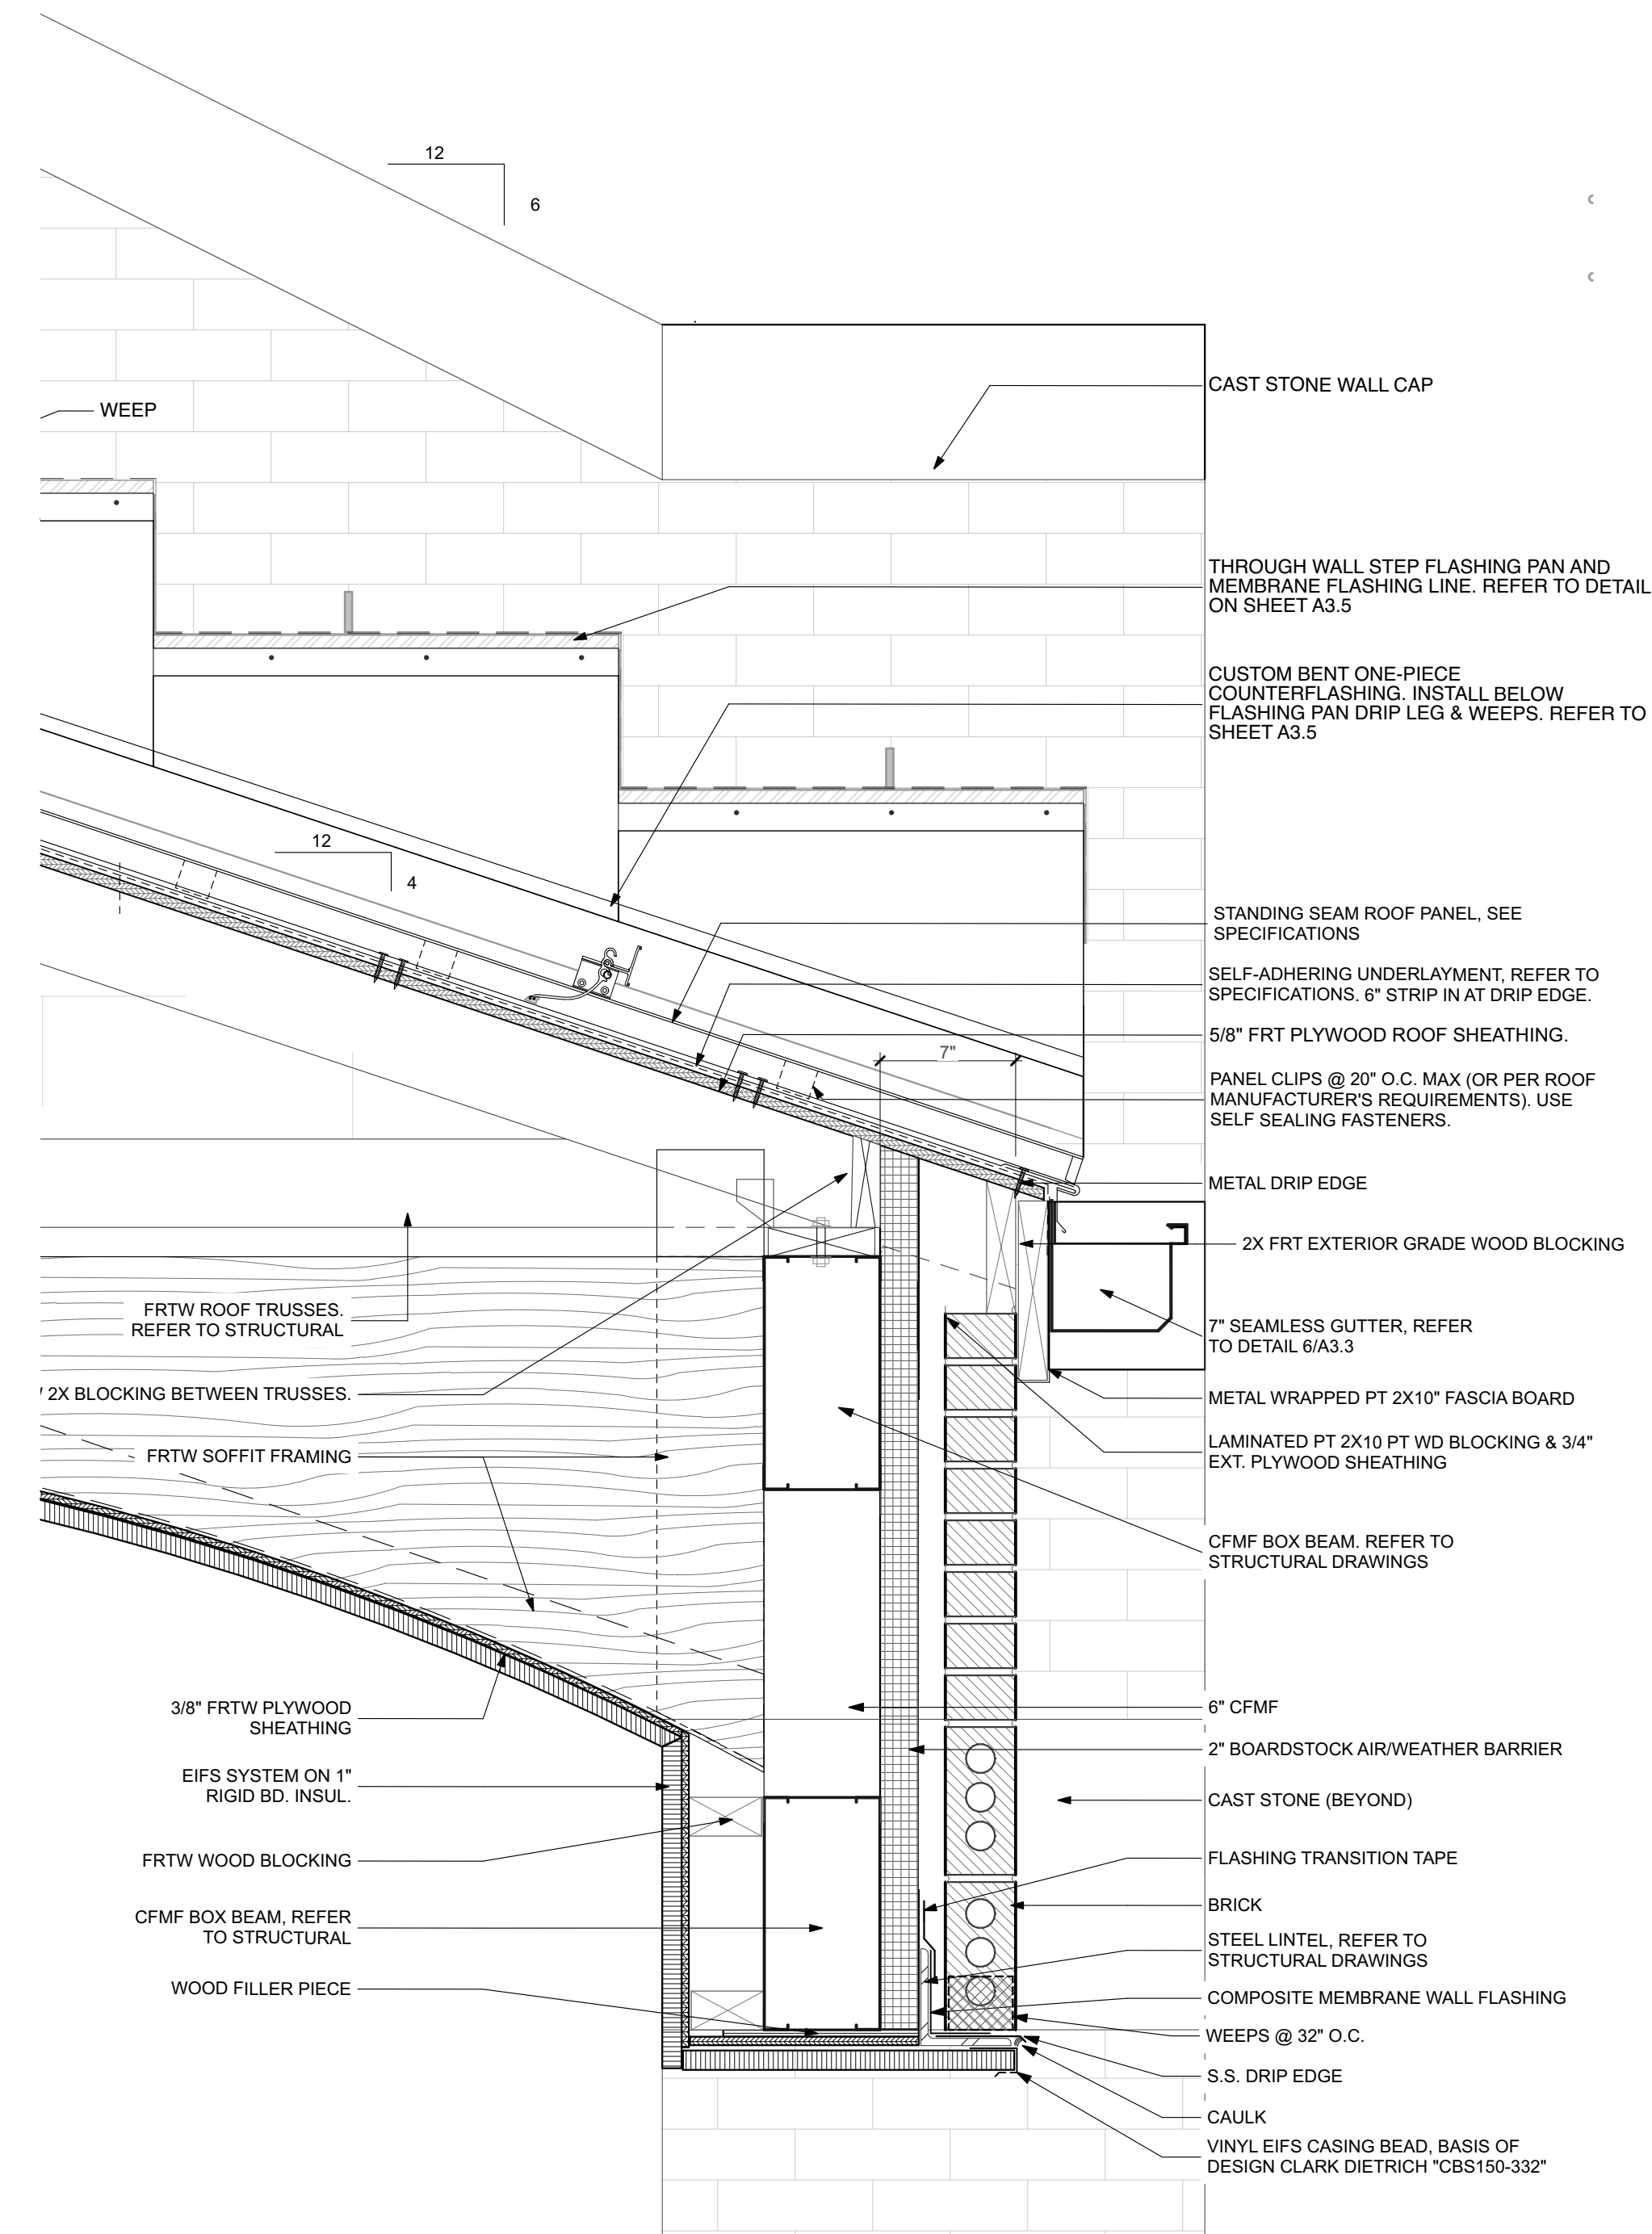 12
6
CAST STONE WALL CAP
WEEP
THROUGH WALL STEP FLASHING PAN AND
MEMBRANE FLASHING LINE. REFER TO DETAIL
ON SHEET A3.5
CUSTOM BENT ONE-PIECE
COUNTERFLASHING. INSTALL BELOW
FLASHING PAN DRIP LEG & WEEPS. REFER TO
SHEET A3.5
12
4
STANDING SEAM ROOF PANEL, SEE
SPECIFICATIONS
SELF-ADHERING UNDERLAYMENT, REFER TO
SPECIFICATIONS. 6" STRIP IN AT DRIP EDGE.
5/8" FRT PLYWOOD ROOF SHEATHING.
7"
PANEL CLIPS @ 20" O.C. MAX (OR PER ROOF
MANUFACTURER'S REQUIREMENTS). USE
SELF SEALING FASTENERS.
METAL DRIP EDGE
2X FRT EXTERIOR GRADE WOOD BLOCKING
FRTW ROOF TRUSSES.
REFER TO STRUCTURAL
7" SEAMLESS GUTTER, REFER
TO DETAIL 6/A3.3
2X BLOCKING BETWEEN TRUSSES.
METAL WRAPPED PT 2X10" FASCIA BOARD
FRTW SOFFIT FRAMING
LAMINATED PT 2X10 PT WD BLOCKING & 3/4"
EXT. PLYWOOD SHEATHING
CFMF BOX BEAM. REFER TO
STRUCTURAL DRAWINGS
3/8" FRTW PLYWOOD
SHEATHING
6" CFMF
2" BOARDSTOCK AIR/WEATHER BARRIER
EIFS SYSTEM ON 1"
RIGID BD. INSUL.
CAST STONE (BEYOND)
FRTW WOOD BLOCKING
FLASHING TRANSITION TAPE
BRICK
CFMF BOX BEAM, REFER
TO STRUCTURAL
STEEL LINTEL, REFER TO
STRUCTURAL DRAWINGS
WOOD FILLER PIECE
COMPOSITE MEMBRANE WALL FLASHING
WEEPS @ 32" O.C.
S.S. DRIP EDGE
CAULK
VINYL EIFS CASING BEAD, BASIS OF
DESIGN CLARK DIETRICH "CBS150-332"